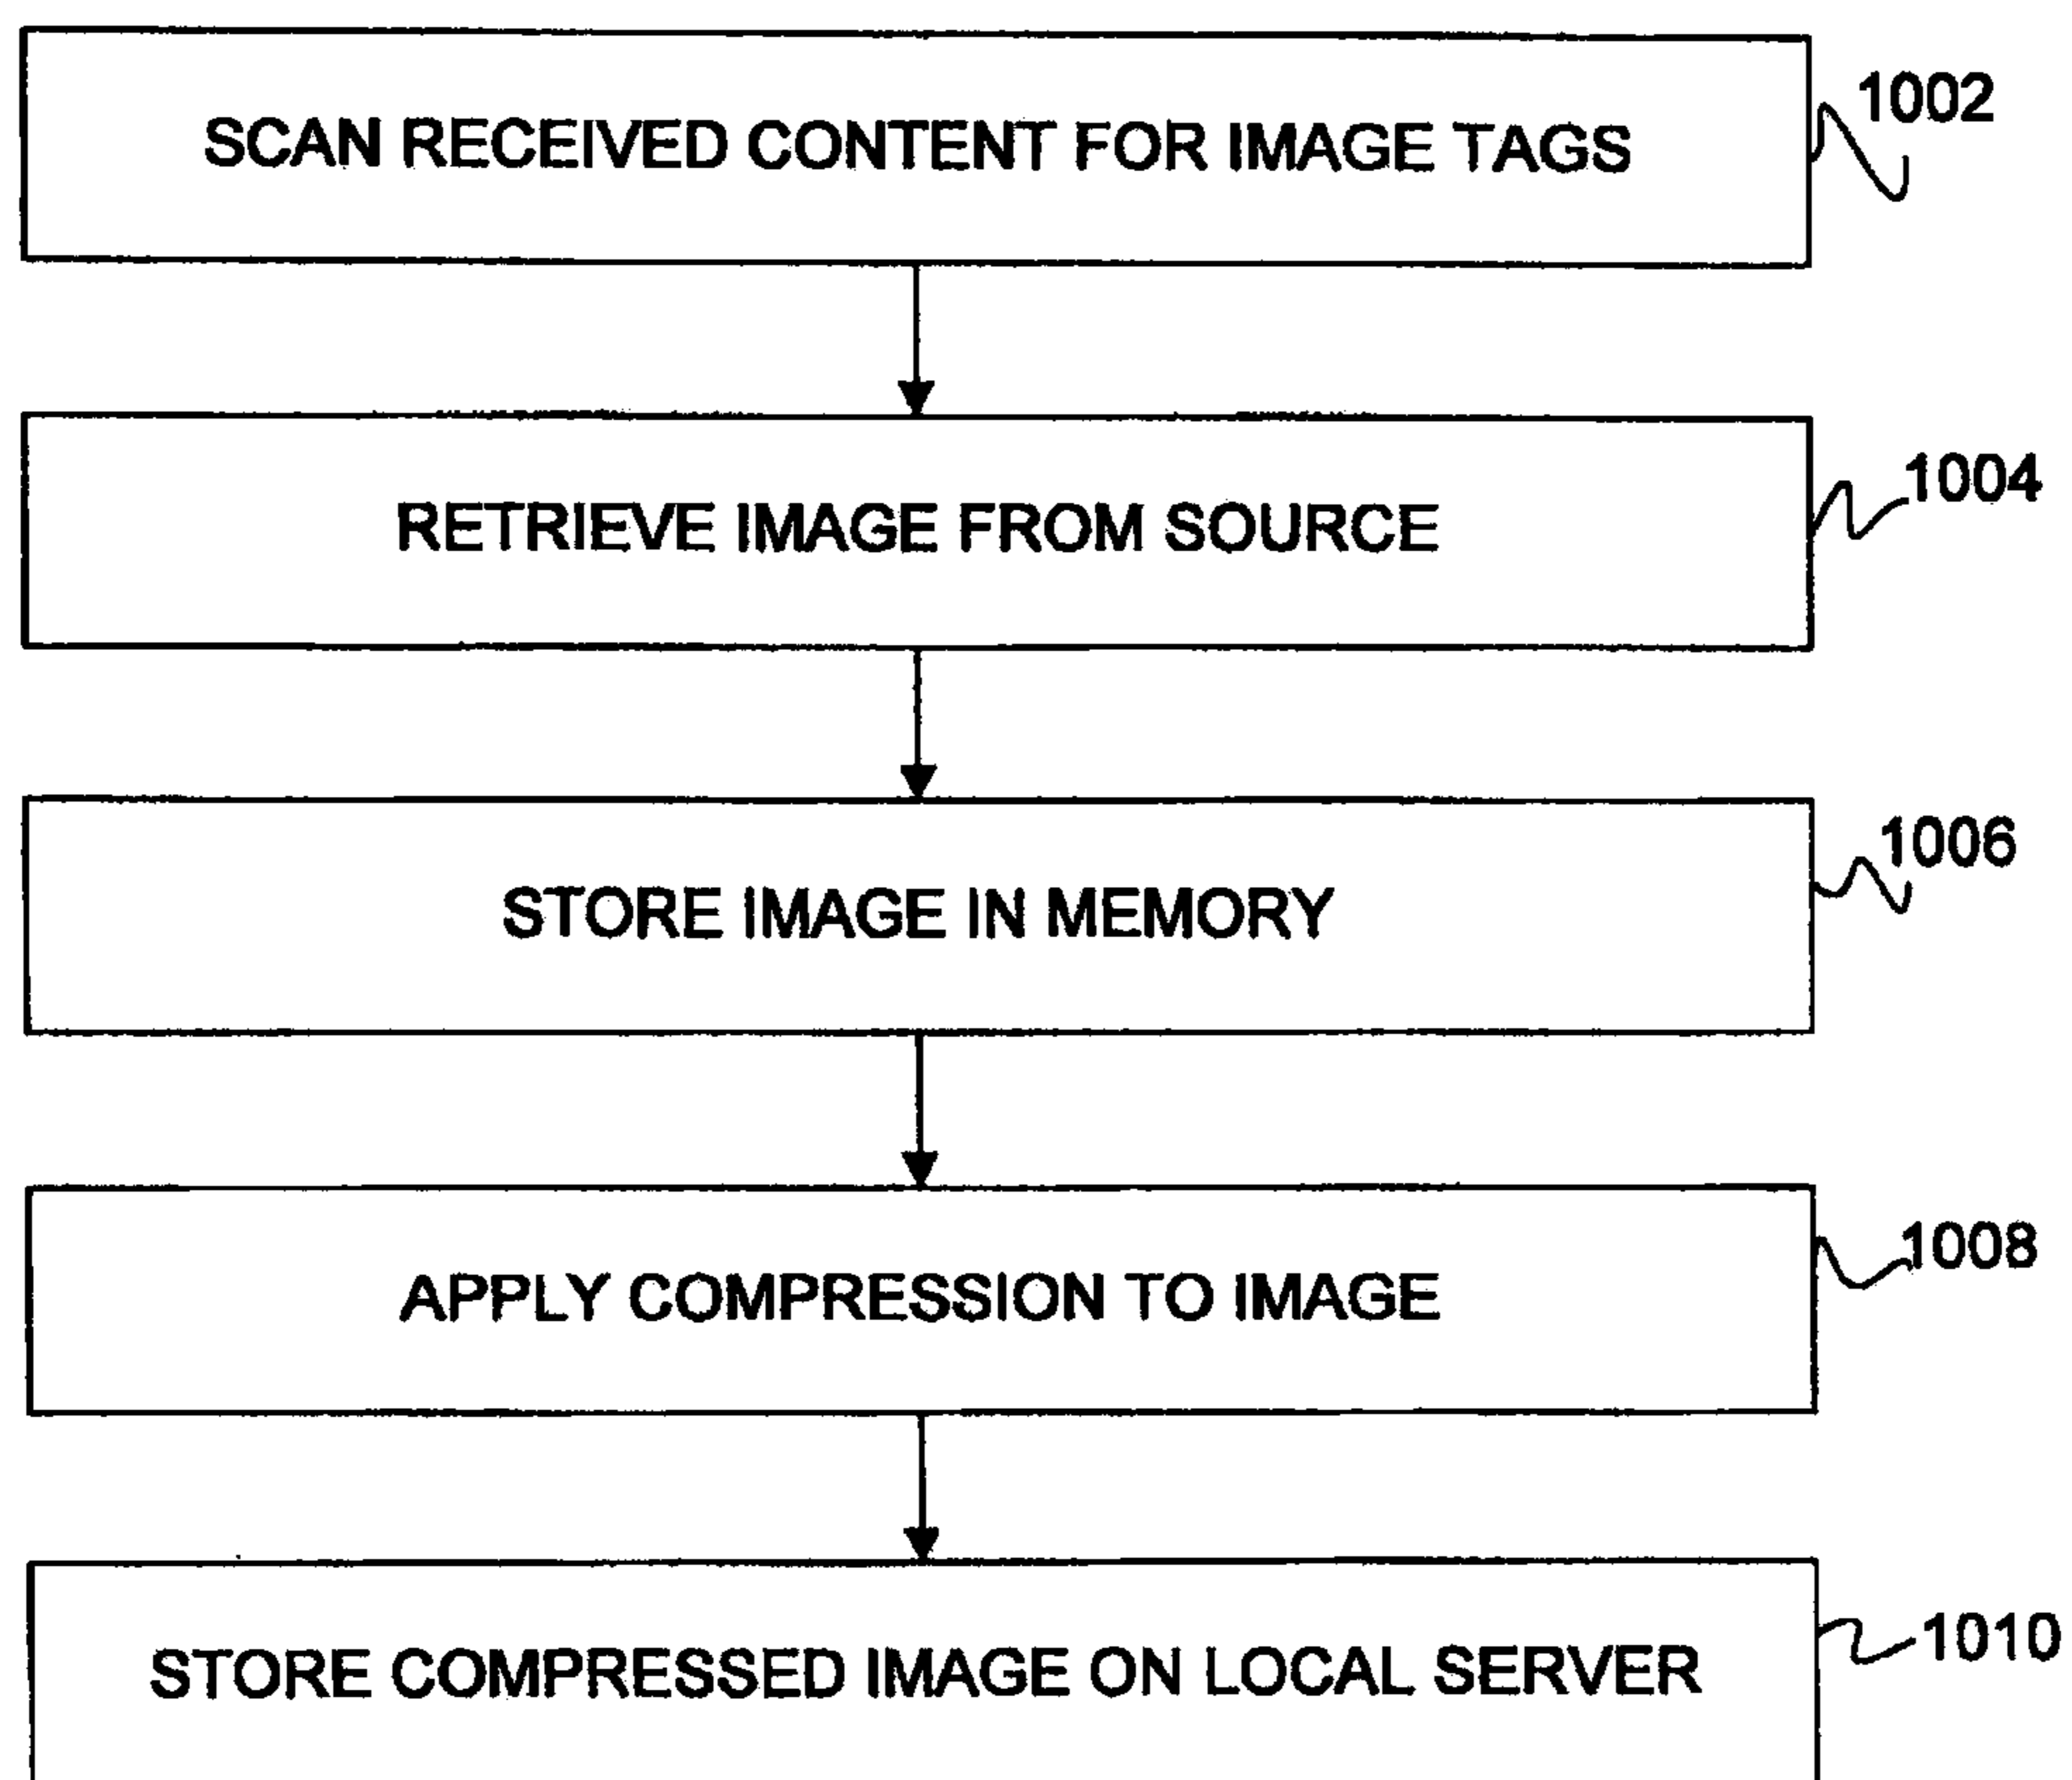 SCAN RECEIVED CONTENT FOR IMAGE TAGS
1002
RETRIEVE IMAGE FROM SOURCE
1004
STORE IMAGE IN MEMORY
1006
APPLY COMPRESSION TO IMAGE
1008
STORE COMPRESSED IMAGE ON LOCAL SERVER
1010